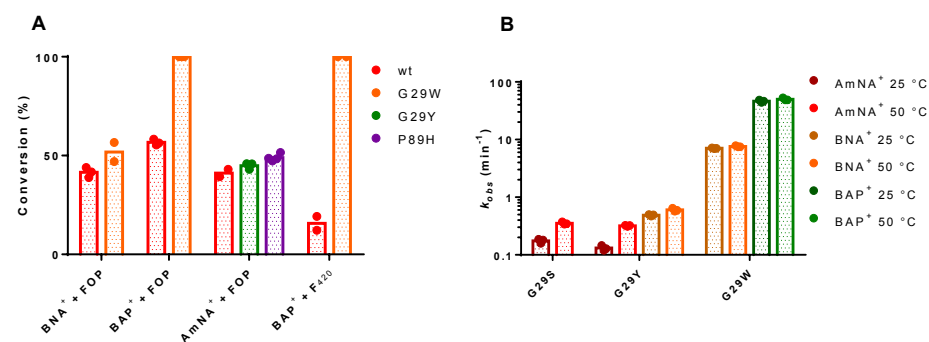 A
Conversion (%)
100
50
0
BNA⁺ + FOP
BAP⁺ + FOP
AmNA⁺ + FOP
BAP⁺ + F₄₂₀
wt
G29W
G29Y
P89H
B
k_obs (min⁻¹)
100
10
1
0.1
G29S
G29Y
G29W
AmNA⁺ 25 °C
AmNA⁺ 50 °C
BNA⁺ 25 °C
BNA⁺ 50 °C
BAP⁺ 25 °C
BAP⁺ 50 °C